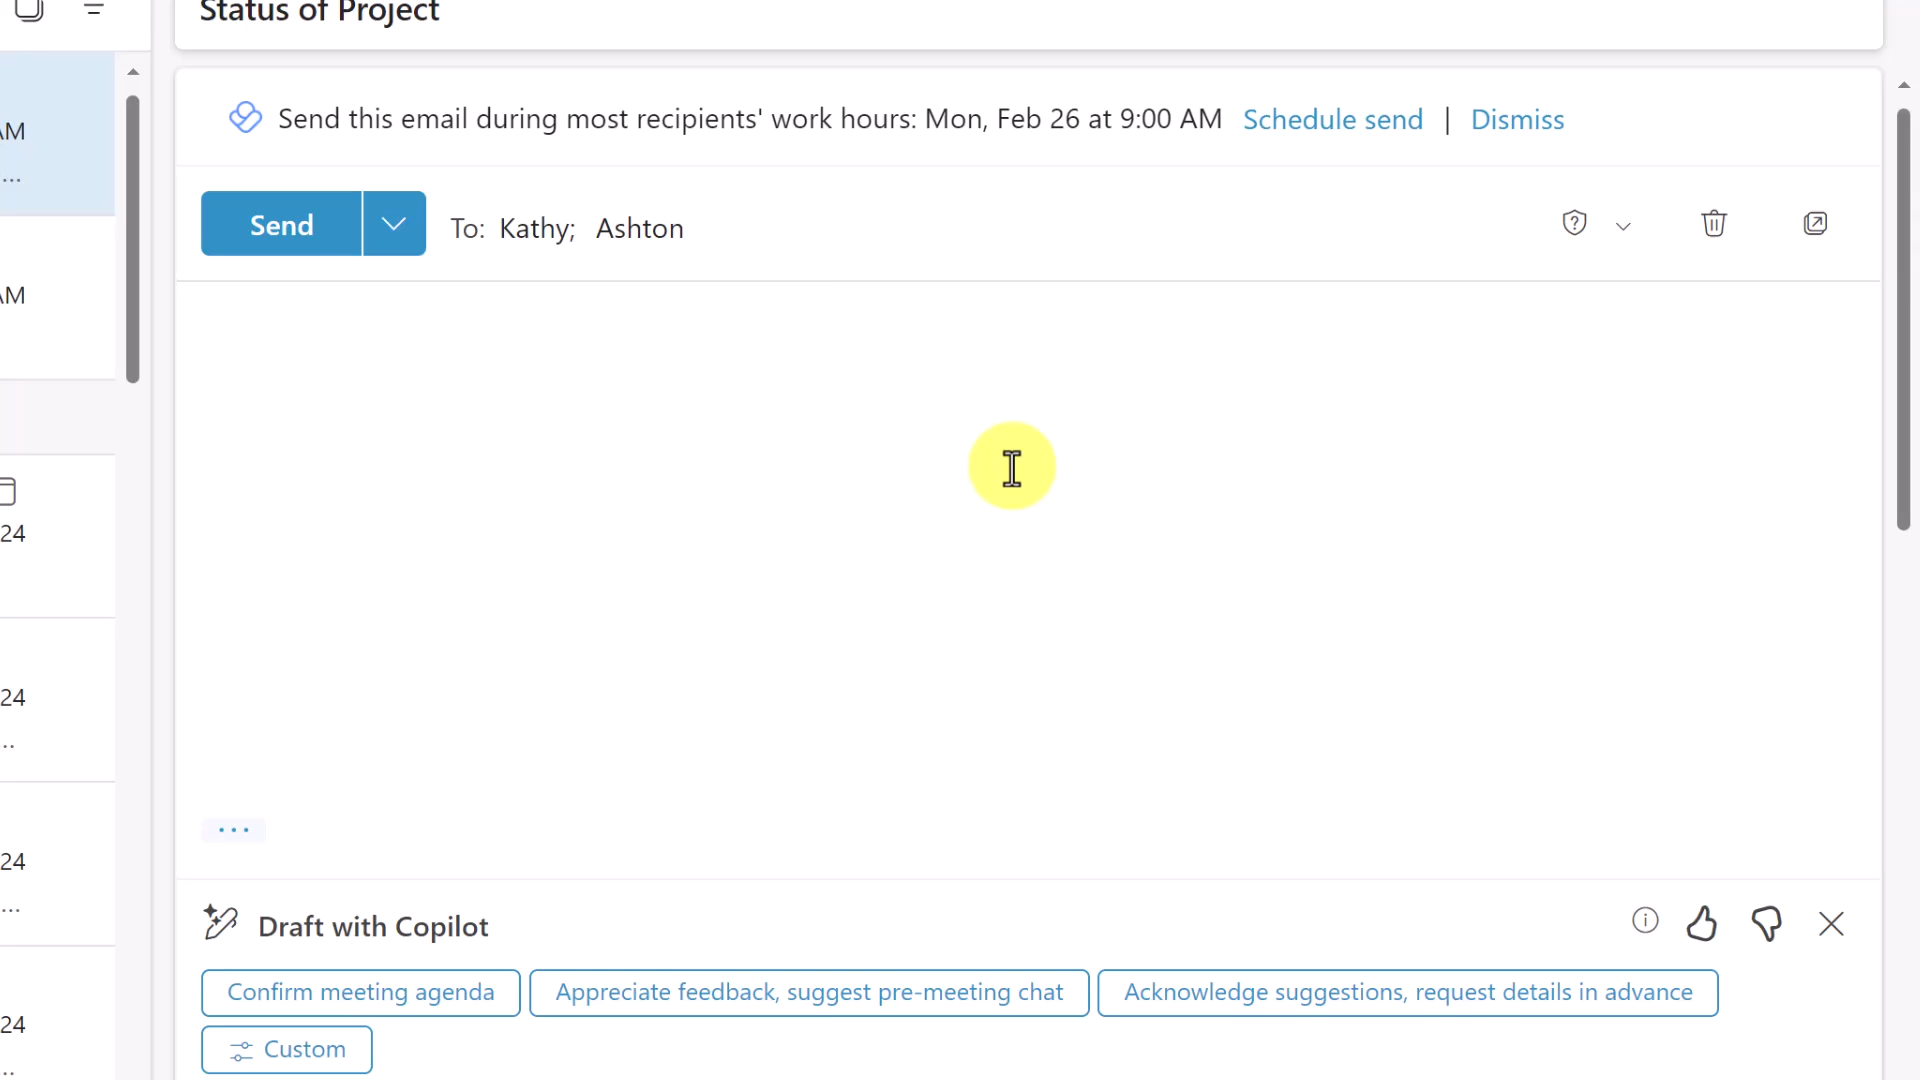 Status of Project
Send this email during most recipients' work hours: Mon, Feb 26 at 9:00 AM Schedule send | Dismiss
AM
...
Send To: Kathy; Ashton
AM
24
24
..
...
24
...
Draft with Copilot
Confirm meeting agenda Appreciate feedback, suggest pre-meeting chat Acknowledge suggestions, request details in advance
24
Custom
..